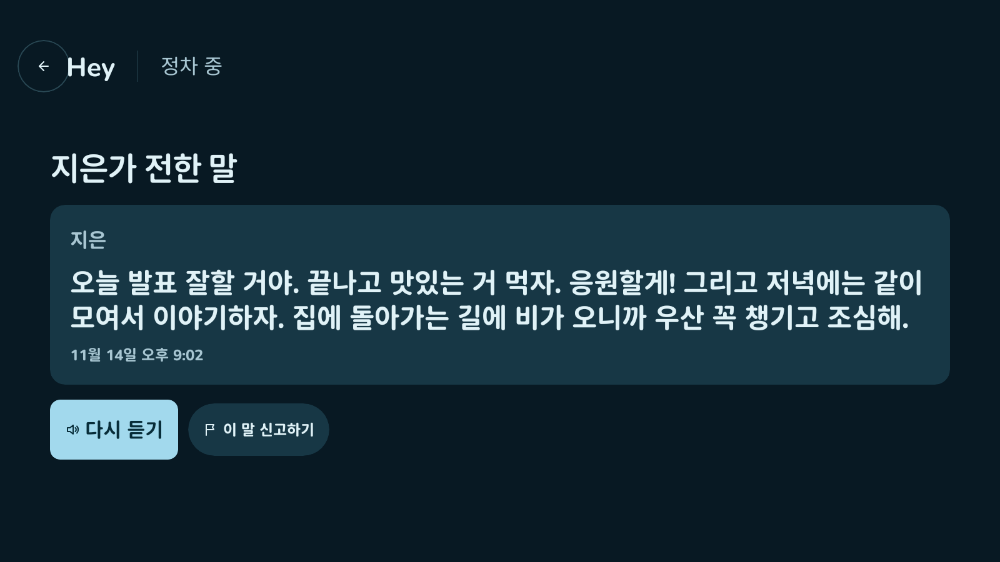 Hey
정차 중
지은가 전한 말
지은
오늘 발표 잘할 거야. 끝나고 맛있는 거 먹자. 응원할게! 그리고 저녁에는 같이
모여서 이야기하자. 집에 돌아가는 길에 비가 오니까 우산 꼭 챙기고 조심해.
11월 14일 오후 9:02
다시 듣기
이 말 신고하기